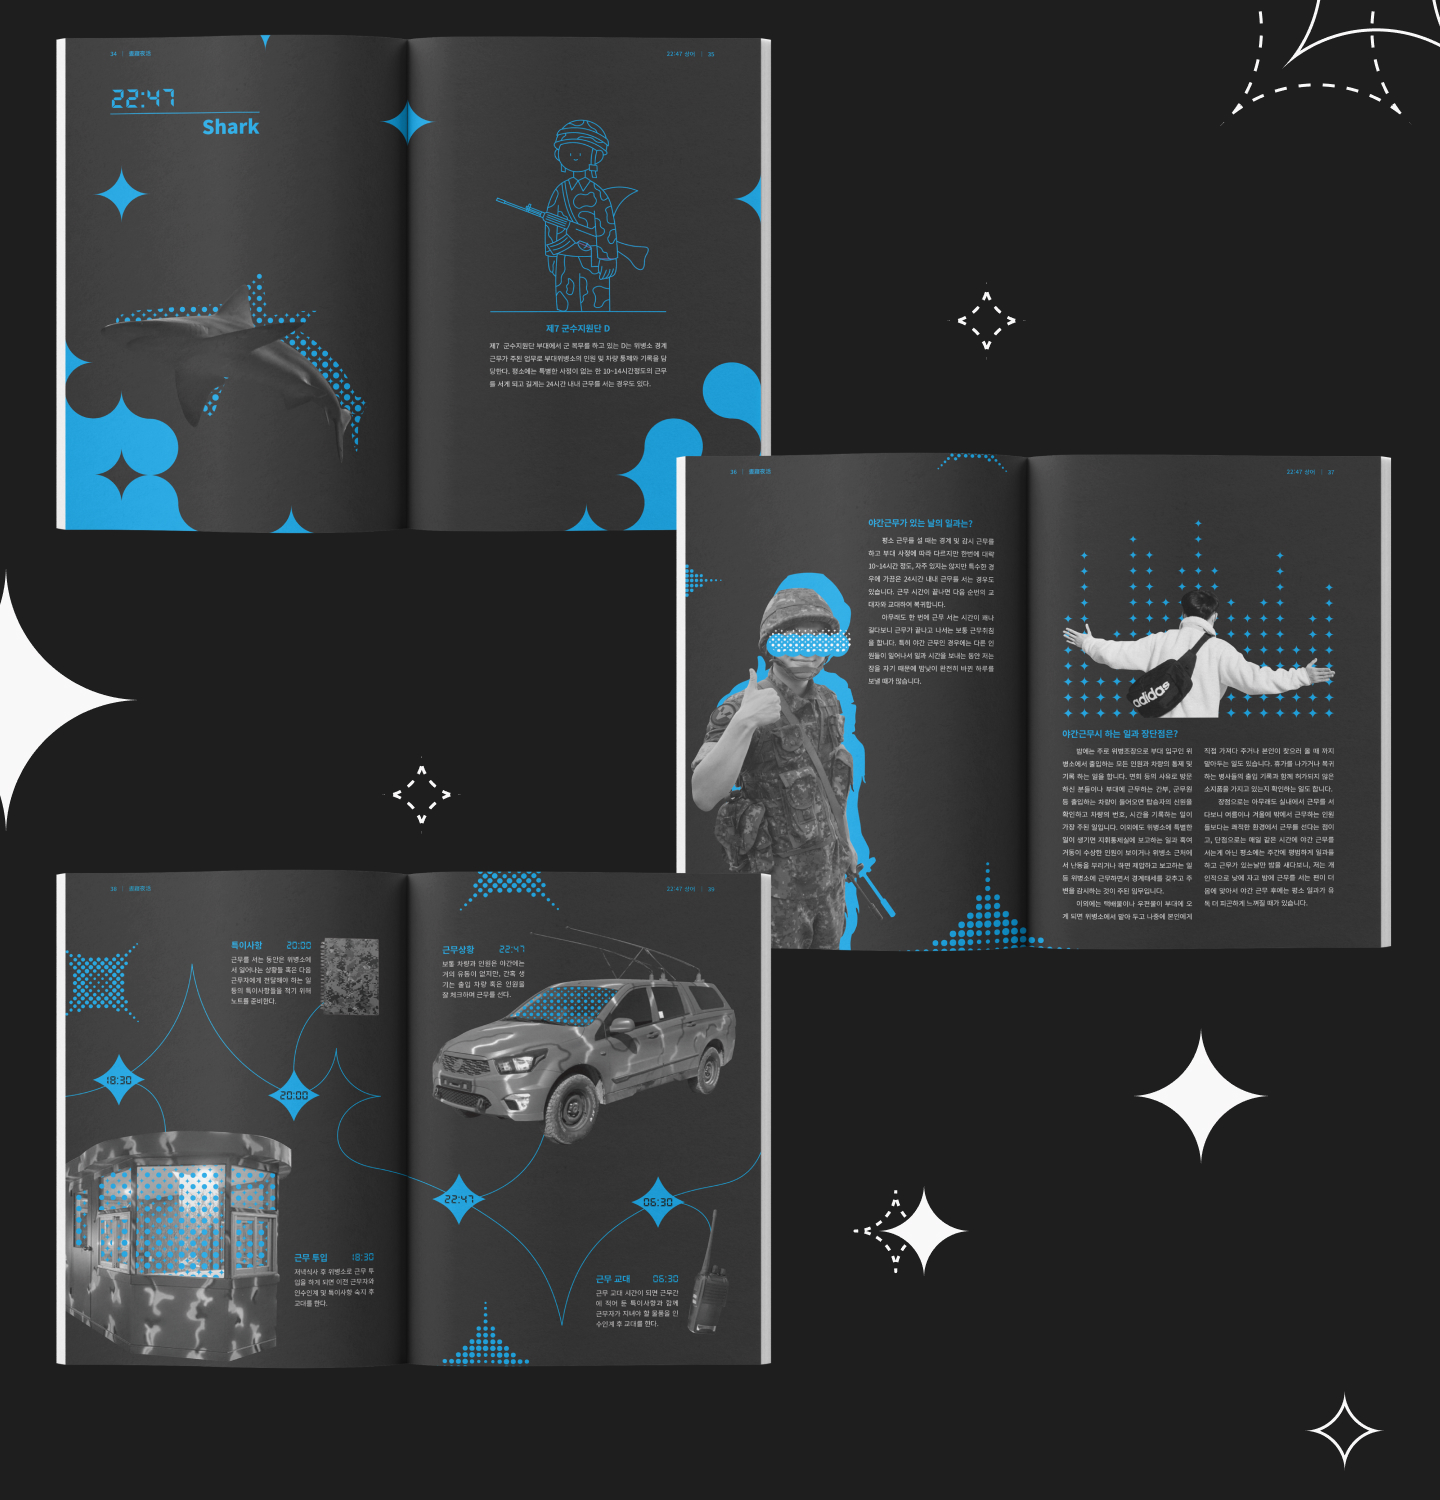 34
22:47 상어 | 35
22:47
Shark
제7 군수지원단 D
제7 군수지원단 부대에서 군 복무를 하고 있는 D는 위병소 경계
근무가 주된 업무로 부대위병소의 인원 및 차량 통제와 기록을 담
당한다. 평소에는 특별한 사정이 없는 한 10~14시간정도의 근무
를 서게 되고 길게는 24시간 내내 근무를 서는 경우도 있다.
36
22:47 상어 | 37
야간근무가 있는 날의 일과는?
평소 근무를 설 때는 경계 및 감시 근무를
하고 부대 사정에 따라 다르지만 한번에 대략
10~14시간 정도, 자주 있지는 않지만 특수한 경
우에 가끔은 24시간 내내 근무를 서는 경우도
있습니다. 근무 시간이 끝나면 다음 순번의 교
대자와 교대하여 복귀합니다.
아무래도 한 번에 근무 서는 시간이 꽤나
길다보니 근무가 끝나고 나서는 보통 근무취침
을 합니다. 특히 야간 근무인 경우에는 다른 인
원들이 일어나서 일과 시간을 보내는 동안 저는
잠을 자기 때문에 밤낮이 완전히 바뀐 하루를
보낼 때가 많습니다.
adidas
야간근무시 하는 일과 장단점은?
밤에는 주로 위병조장으로 부대 입구인 위
병소에서 출입하는 모든 인원과 차량의 통제 및
기록 하는 일을 합니다. 면회 등의 사유로 방문
하신 분들이나 부대에 근무하는 간부, 군무원
등 출입하는 차량이 들어오면 탑승자의 신원을
확인하고 차량의 번호, 시간을 기록하는 일이
가장 주된 일입니다. 이외에도 위병소에 특별한
일이 생기면 지휘통제실에 보고하는 일과 혹여
거동이 수상한 인원이 보이거나 위병소 근처에
서 난동을 부리거나 하면 제압하고 보고하는 일
등 위병소에 근무하면서 경계태세를 갖추고 주
변을 감시하는 것이 주된 임무입니다.
이외에는 택배물이나 우편물이 부대에 오
게 되면 위병소에서 맡아 두고 나중에 본인에게
직접 가져다 주거나 본인이 찾으러 올 때 까지
맡아두는 일도 있습니다. 휴가를 나가거나 복귀
하는 병사들의 출입 기록과 함께 허가되지 않은
소지품을 가지고 있는지 확인하는 일도 합니다.
장점으로는 아무래도 실내에서 근무를 서
다보니 여름이나 겨울에 밖에서 근무하는 인원
들보다는 쾌적한 환경에서 근무를 선다는 점이
고, 단점으로는 매일 같은 시간에 야간 근무를
서는게 아닌 평소에는 주간에 평범하게 일과를
하고 근무가 있는날만 밤을 새다보니, 저는 개
인적으로 낮에 자고 밤에 근무를 서는 편이 더
몸에 맞아서 야간 근무 후에는 평소 일과가 유
독 더 피곤하게 느껴질 때가 있습니다.
38
22:47 상어 | 39
특이사항 20:00
근무를 서는 동안은 위병소에
서 일어나는 상황들 혹은 다음
근무자에게 전달해야 하는 일
등의 특이사항들을 적기 위해
노트를 준비한다.
근무상황 22:47
보통 차량과 인원은 야간에는
거의 유동이 없지만, 간혹 생
기는 출입 차량 혹은 인원을
잘 체크하며 근무를 선다.
18:30
20:00
22:47
06:30
근무 투입 18:30
저녁식사 후 위병소로 근무 투
입을 하게 되면 이전 근무자와
인수인계 및 특이사항 숙지 후
교대를 한다.
근무 교대 06:30
근무 교대 시간이 되면 근무간
에 적어 둔 특이사항과 함께
근무자가 지녀야 할 물품을 인
수인계 후 교대를 한다.